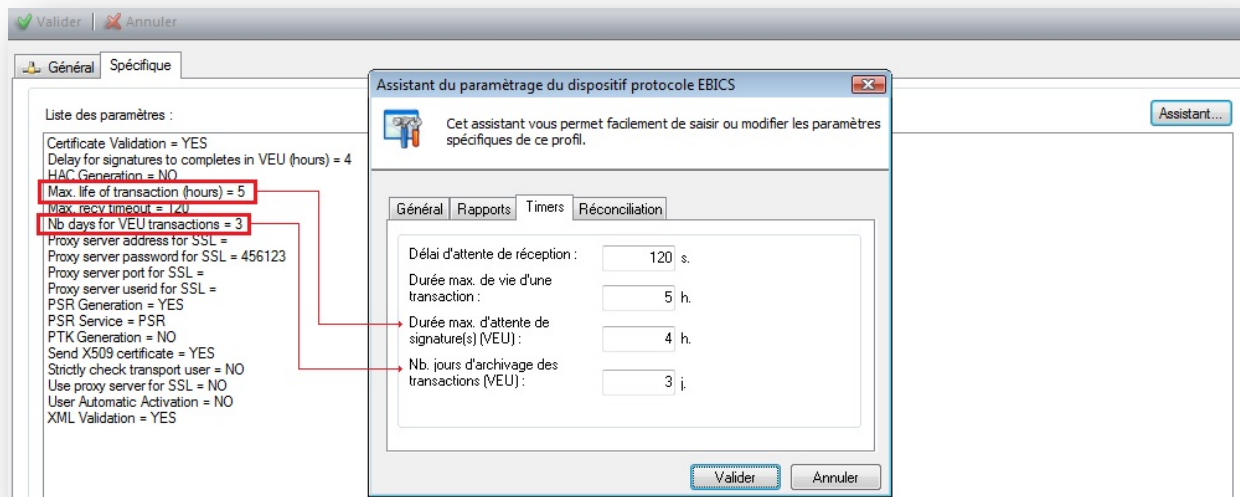 Valider Annuler
Général Spécifique
Liste des paramètres :
Assistant...
Certificate Validation = YES
Delay for signatures to completes in VEU (hours) = 4
HAC Generation = NO
Max. life of transaction (hours) = 5
Max. recv timeout = 120
Nb days for VEU transactions = 3
Proxy server address for SSL =
Proxy server password for SSL = 456123
Proxy server port for SSL =
Proxy server userid for SSL =
PSR Generation = YES
PSR Service = PSR
PTK Generation = NO
Send X509 certificate = YES
Strictly check transport user = NO
Use proxy server for SSL = NO
User Automatic Activation = NO
XML Validation = YES
Assistant du paramètrage du dispositif protocole EBICS
Cet assistant vous permet facilement de saisir ou modifier les paramètres
spécifiques de ce profil.
Général Rapports Timers Réconciliation
Délai d'attente de réception : 120 s.
Durée max. de vie d'une
transaction : 5 h.
Durée max. d'attente de
signature(s) (VEU) : 4 h.
Nb. jours d'archivage des
transactions (VEU) : 3 j.
Valider Annuler